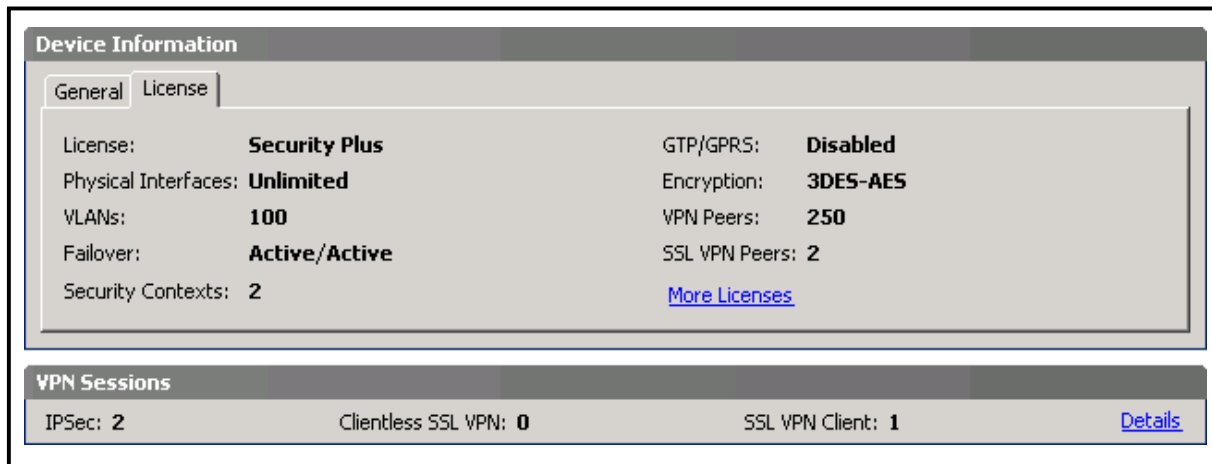 Device Information
General License
License: Security Plus
Physical Interfaces: Unlimited
VLANs: 100
Failover: Active/Active
Security Contexts: 2
GTP/GPRS: Disabled
Encryption: 3DES-AES
VPN Peers: 250
SSL VPN Peers: 2
More Licenses
VPN Sessions
IPSec: 2 Clientless SSL VPN: 0 SSL VPN Client: 1 Details